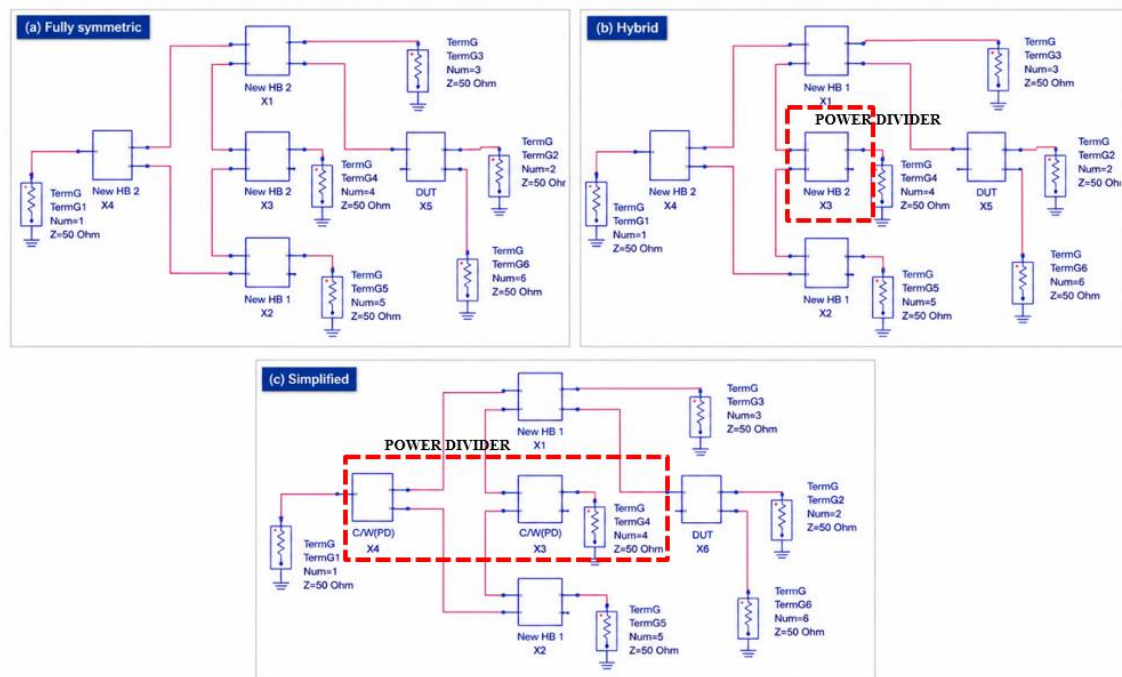 (a) Fully symmetric
New HB 2
X1
TermG
TermG3
Num=3
Z=50 Ohm
New HB 2
X4
TermG
TermG1
Num=1
Z=50 Ohm
New HB 2
X3
TermG
TermG4
Num=4
Z=50 Ohm
DUT
X5
TermG
TermG2
Num=2
Z=50 Ohm
New HB 1
X2
TermG
TermG5
Num=5
Z=50 Ohm
TermG
TermG6
Num=6
Z=50 Ohm
(b) Hybrid
New HB 1
X1
TermG
TermG3
Num=3
Z=50 Ohm
POWER DIVIDER
New HB 2
X4
TermG
TermG1
Num=1
Z=50 Ohm
New HB 2
X3
TermG
TermG4
Num=4
Z=50 Ohm
DUT
X5
TermG
TermG2
Num=2
Z=50 Ohm
New HB 1
X2
TermG
TermG5
Num=5
Z=50 Ohm
TermG
TermG6
Num=6
Z=50 Ohm
(c) Simplified
New HB 1
X1
TermG
TermG3
Num=3
Z=50 Ohm
POWER DIVIDER
C/W(PD)
X4
TermG
TermG1
Num=1
Z=50 Ohm
C/W(PD)
X3
TermG
TermG4
Num=4
Z=50 Ohm
DUT
X6
TermG
TermG2
Num=2
Z=50 Ohm
New HB 1
X2
TermG
TermG5
Num=5
Z=50 Ohm
TermG
TermG6
Num=6
Z=50 Ohm